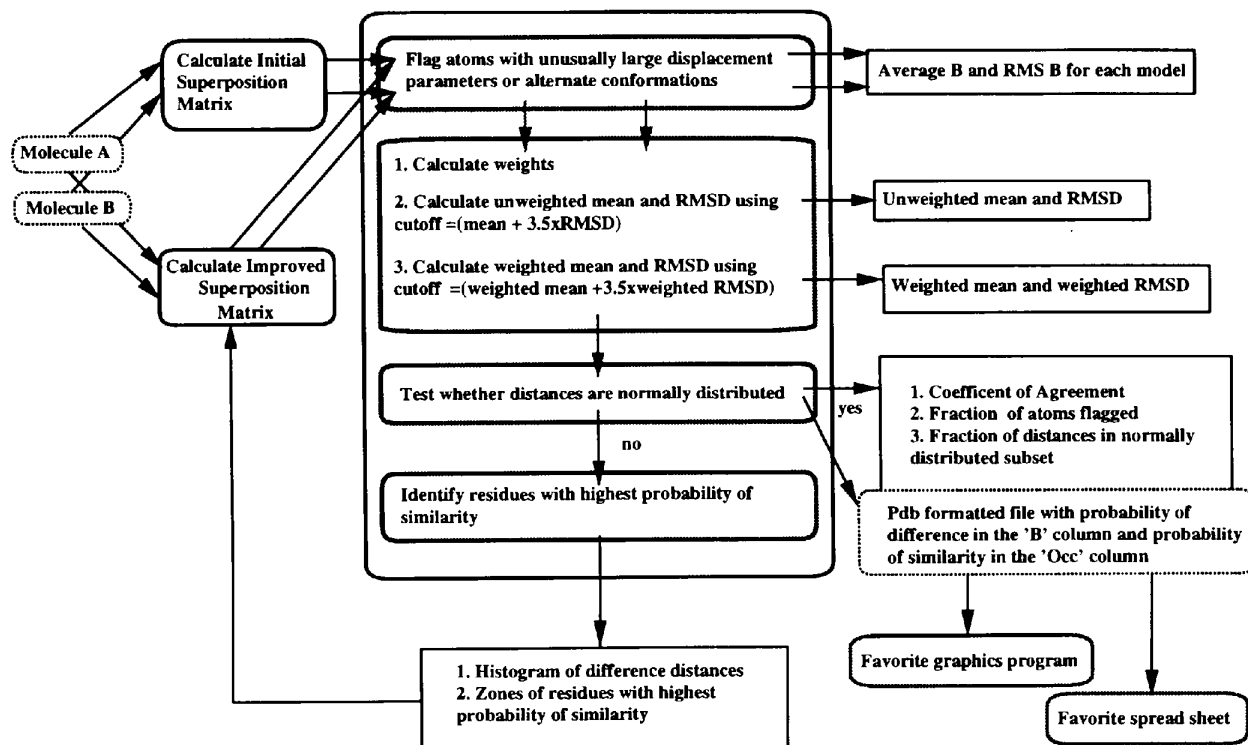 Calculate Initial
Superposition
Matrix
Flag atoms with unusually large displacement
parameters or alternate conformations
Average B and RMS B for each model
Molecule A
Molecule B
1. Calculate weights
2. Calculate unweighted mean and RMSD using
cutoff =(mean + 3.5xRMSD)
3. Calculate weighted mean and RMSD using
cutoff =(weighted mean +3.5xweighted RMSD)
Unweighted mean and RMSD
Weighted mean and weighted RMSD
Calculate Improved
Superposition
Matrix
Test whether distances are normally distributed
yes
no
1. Coefficent of Agreement
2. Fraction of atoms flagged
3. Fraction of distances in normally
distributed subset
Identify residues with highest probability of
similarity
Pdb formatted file with probability of
difference in the 'B' column and probability
of similarity in the 'Occ' column
1. Histogram of difference distances
2. Zones of residues with highest
probability of similarity
Favorite graphics program
Favorite spread sheet